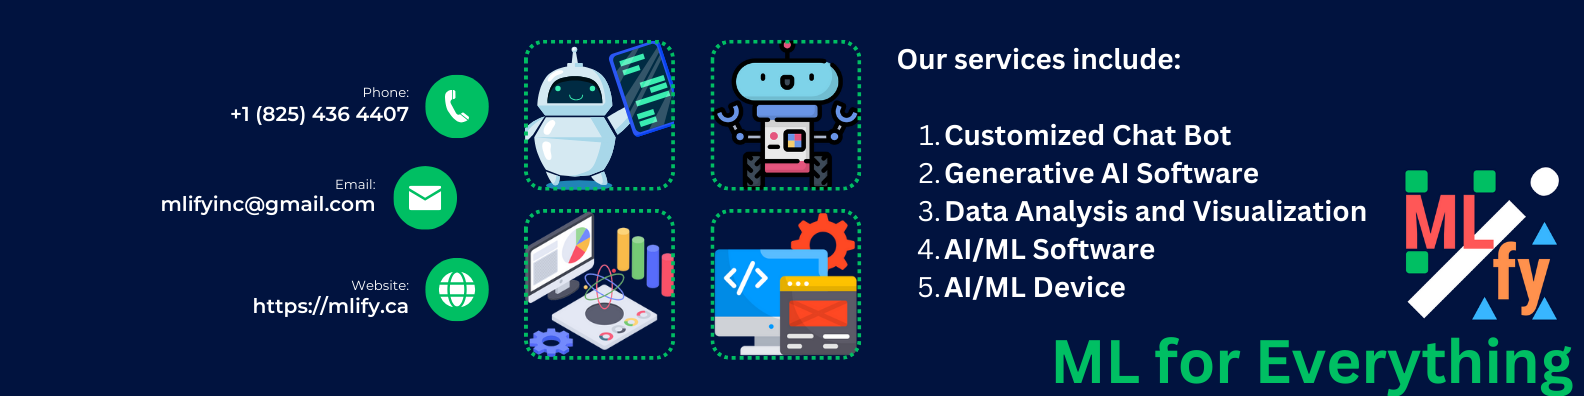 Phone:
+1 (825) 436 4407
Email:
mlifyinc@gmail.com
Website:
https://mlify.ca
</>
Our services include:
1. Customized Chat Bot
2. Generative AI Software
3. Data Analysis and Visualization
4. AI/ML Software
5. AI/ML Device
ML
fy
ML for Everything